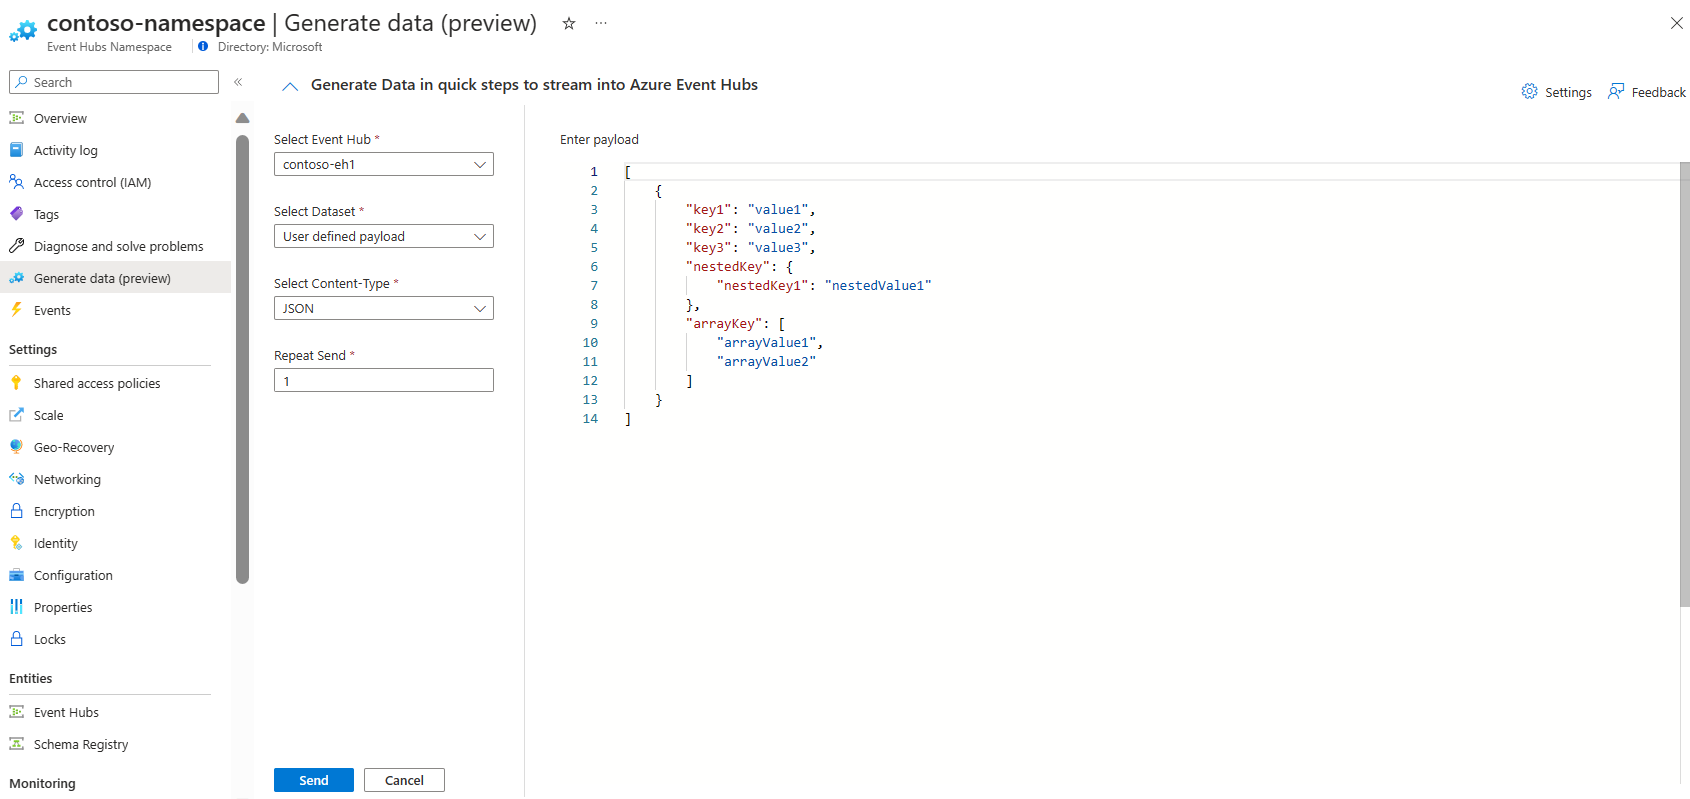 contoso-namespace | Generate data (preview)
Event Hubs Namespace
Directory: Microsoft
Search
Overview
Activity log
Access control (IAM)
Tags
Diagnose and solve problems
Generate data (preview)
Events
Settings
Shared access policies
Scale
Geo-Recovery
Networking
Encryption
Identity
Configuration
Properties
Locks
Entities
Event Hubs
Schema Registry
Monitoring
Generate Data in quick steps to stream into Azure Event Hubs
Settings
Feedback
Select Event Hub *
contoso-eh1
Select Dataset *
User defined payload
Select Content-Type *
JSON
Repeat Send *
1
Send
Cancel
Enter payload
1 [
2 {
3 "key1": "value1",
4 "key2": "value2",
5 "key3": "value3",
6 "nestedKey": {
7 "nestedKey1": "nestedValue1"
8 },
9 "arrayKey": [
10 "arrayValue1",
11 "arrayValue2"
12 ]
13 }
14 ]